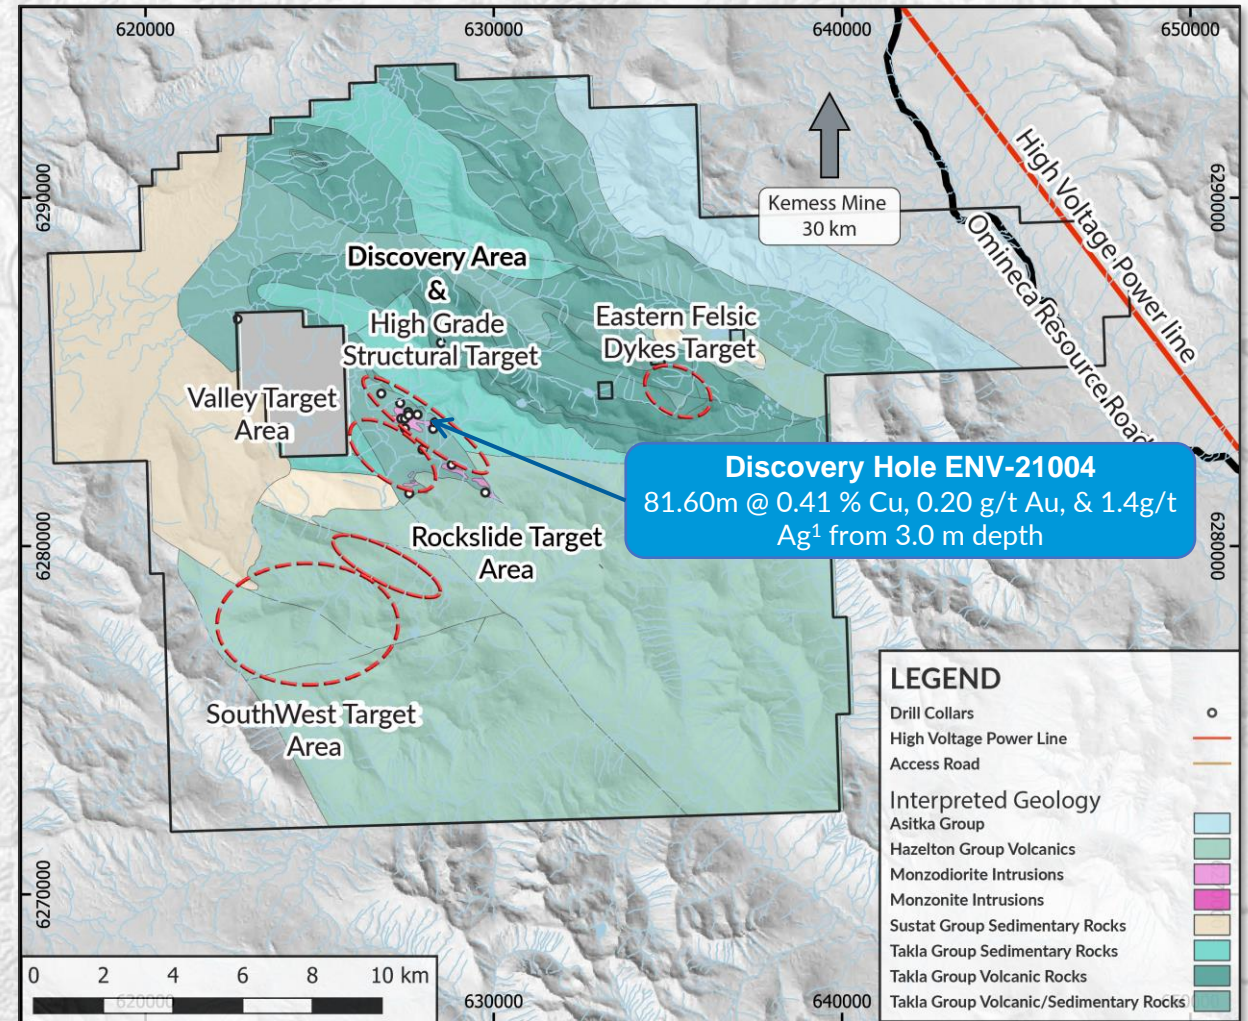 620000
630000
640000
650000
6290000
6290000
High Voltage Power line
Kemess Mine
30 km
Omineca Resource Road
Discovery Area
&
High Grade
Structural Target
Eastern Felsic
Dykes Target
Valley Target
Area
Discovery Hole ENV-21004
81.60m @ 0.41 % Cu, 0.20 g/t Au, & 1.4g/t
Ag¹ from 3.0 m depth
Rockslide Target
Area
6280000
6280000
SouthWest Target
Area
LEGEND
Drill Collars
High Voltage Power Line
Access Road
Interpreted Geology
Asitka Group
Hazelton Group Volcanics
Monzodiorite Intrusions
Monzonite Intrusions
Sustat Group Sedimentary Rocks
Takla Group Sedimentary Rocks
Takla Group Volcanic Rocks
Takla Group Volcanic/Sedimentary Rocks
6270000
0 2 4 6 8 10 km
620000
630000
640000